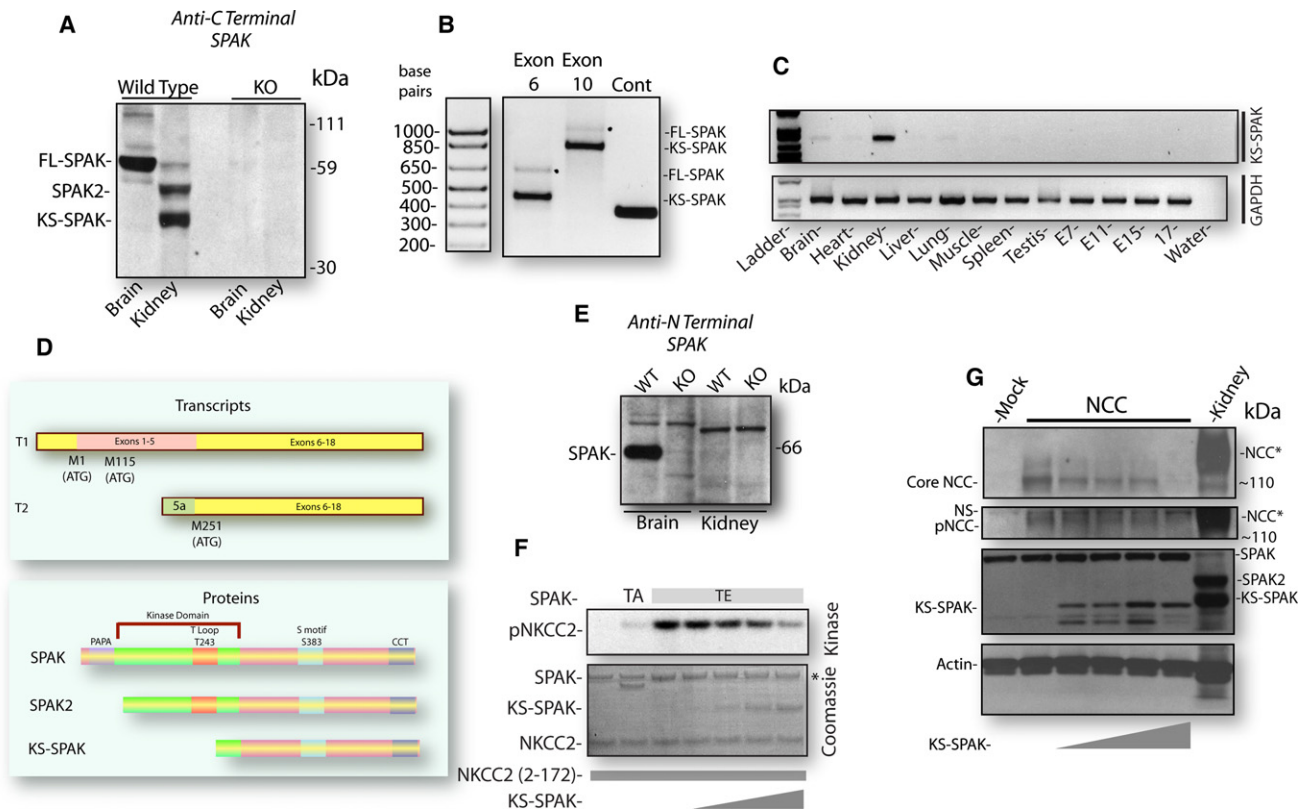 A
Anti-C Terminal
SPAK
Wild Type
KO
kDa
-111
FL-SPAK-
-59
SPAK2-
KS-SPAK-
-30
Brain
Kidney
Brain
Kidney
B
base
pairs
Exon
6
Exon
10
Cont
1000-
850-
650-
500-
400-
300-
200-
-FL-SPAK
-KS-SPAK
-FL-SPAK
-KS-SPAK
C
KS-SPAK
GAPDH
Ladder-
Brain-
Heart-
Kidney-
Liver-
Lung-
Muscle-
Spleen-
Testis-
E7-
E11-
E15-
17-
Water-
D
Transcripts
T1
Exons 1-5
Exons 6-18
M1
(ATG)
M115
(ATG)
T2
5a
Exons 6-18
M251
(ATG)
Proteins
Kinase Domain
PAPA
T Loop
T243
S motif
S383
CCT
SPAK
SPAK2
KS-SPAK
E
Anti-N Terminal
SPAK
WT
KO
WT
KO
kDa
SPAK-
-66
Brain
Kidney
F
SPAK-
TA
TE
pNKCC2-
Kinase
SPAK-
*
KS-SPAK-
NKCC2-
Coomassie
NKCC2 (2-172)-
KS-SPAK-
G
-Mock
NCC
-Kidney
kDa
-NCC*
Core NCC-
~110
NS-
pNCC-
-NCC*
~110
-SPAK
-SPAK2
KS-SPAK-
-KS-SPAK
Actin-
KS-SPAK-